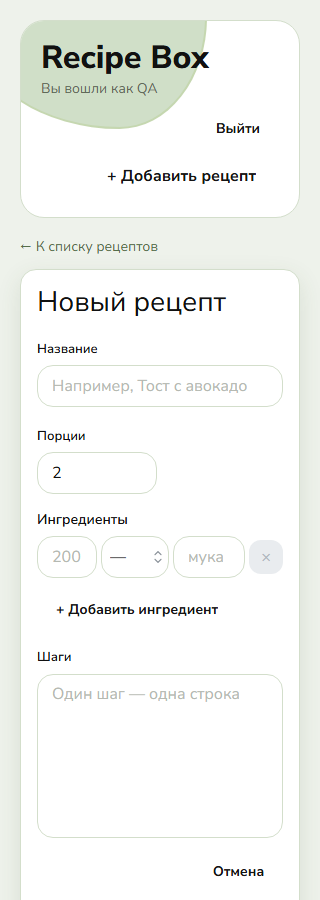 Recipe Box
Вы вошли как QA
Выйти
+ Добавить рецепт
← К списку рецептов
Новый рецепт
Название
Например, Тост с авокадо
Порции
2
Ингредиенты
200 — мука ×
+ Добавить ингредиент
Шаги
Один шаг — одна строка
Отмена